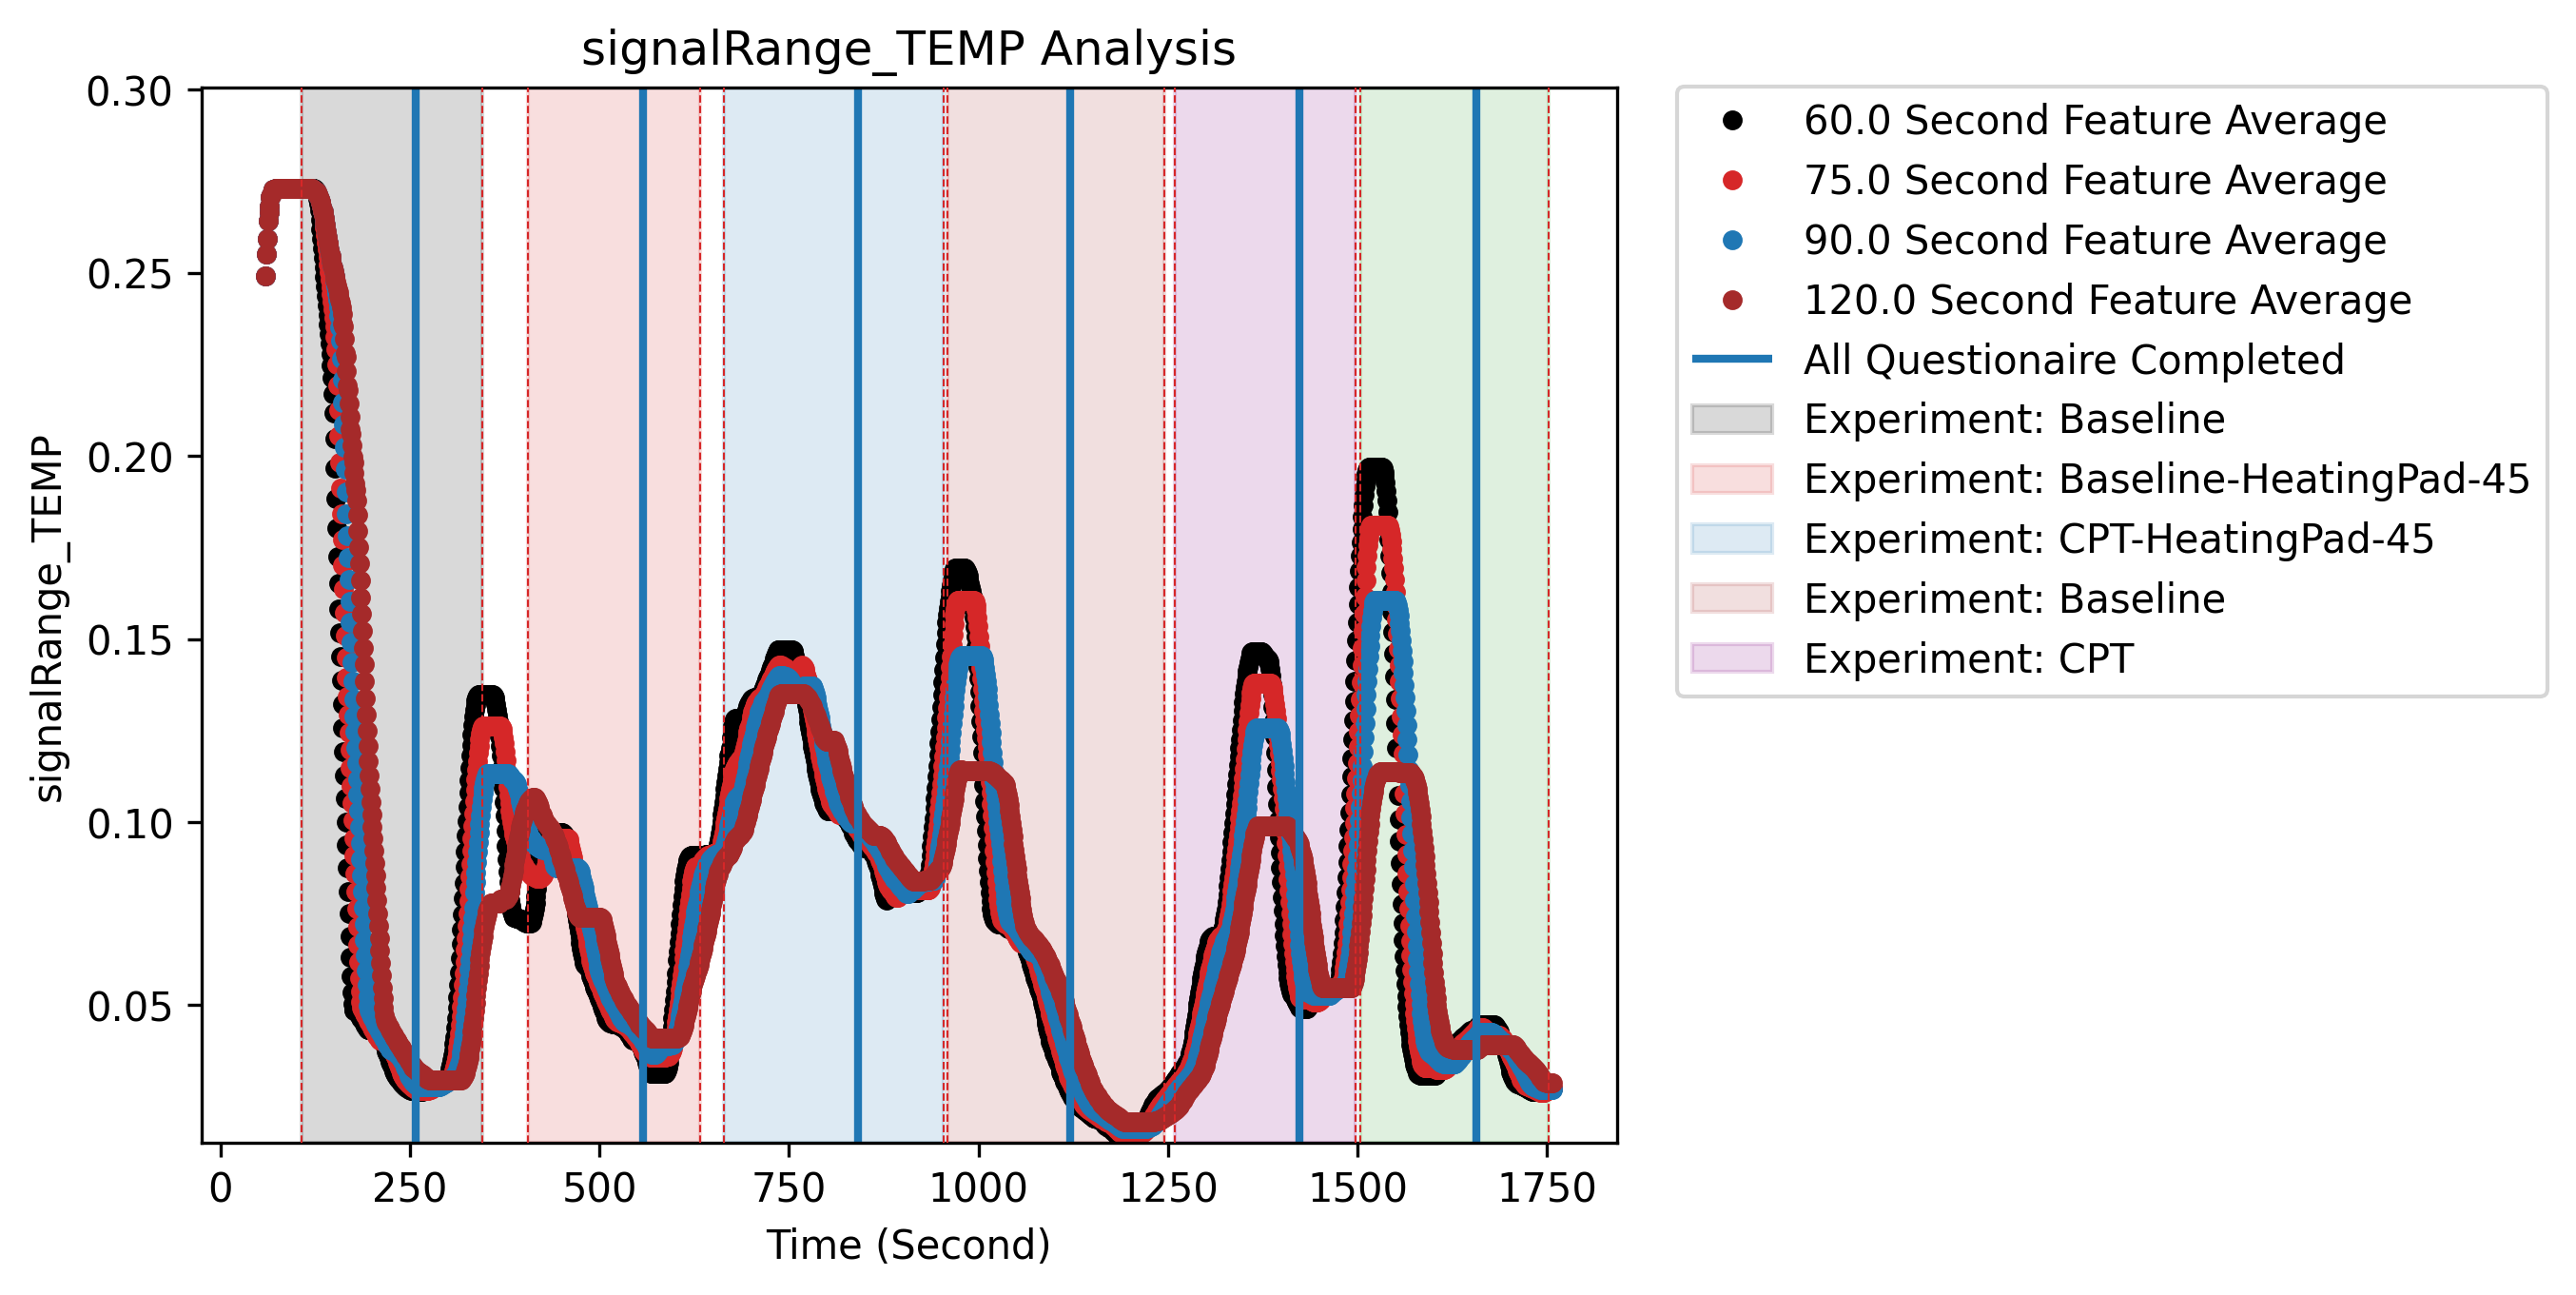 signalRange_TEMP Analysis
0.30
0.25
0.20
0.15
0.10
0.05
signalRange_TEMP
0 250 500 750 1000 1250 1500 1750
Time (Second)
60.0 Second Feature Average
75.0 Second Feature Average
90.0 Second Feature Average
120.0 Second Feature Average
All Questionaire Completed
Experiment: Baseline
Experiment: Baseline-HeatingPad-45
Experiment: CPT-HeatingPad-45
Experiment: Baseline
Experiment: CPT